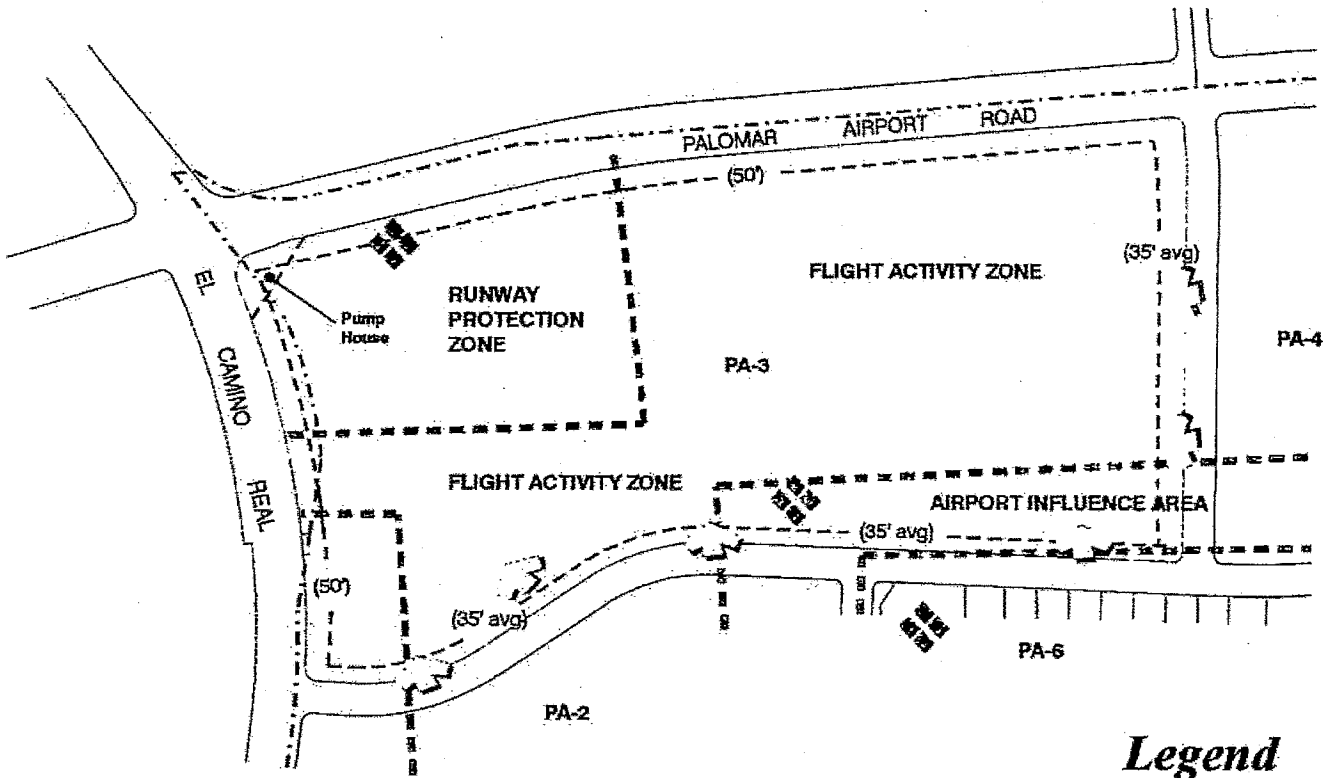 PALOMAR AIRPORT ROAD
(50')
(35' avg)
FLIGHT ACTIVITY ZONE
RUNWAY
PROTECTION
ZONE
Pump
House
EL CAMINO REAL
PA-3
PA-4
FLIGHT ACTIVITY ZONE
AIRPORT INFLUENCE AREA
(35' avg)
(50')
(35' avg)
PA-6
PA-2
Legend